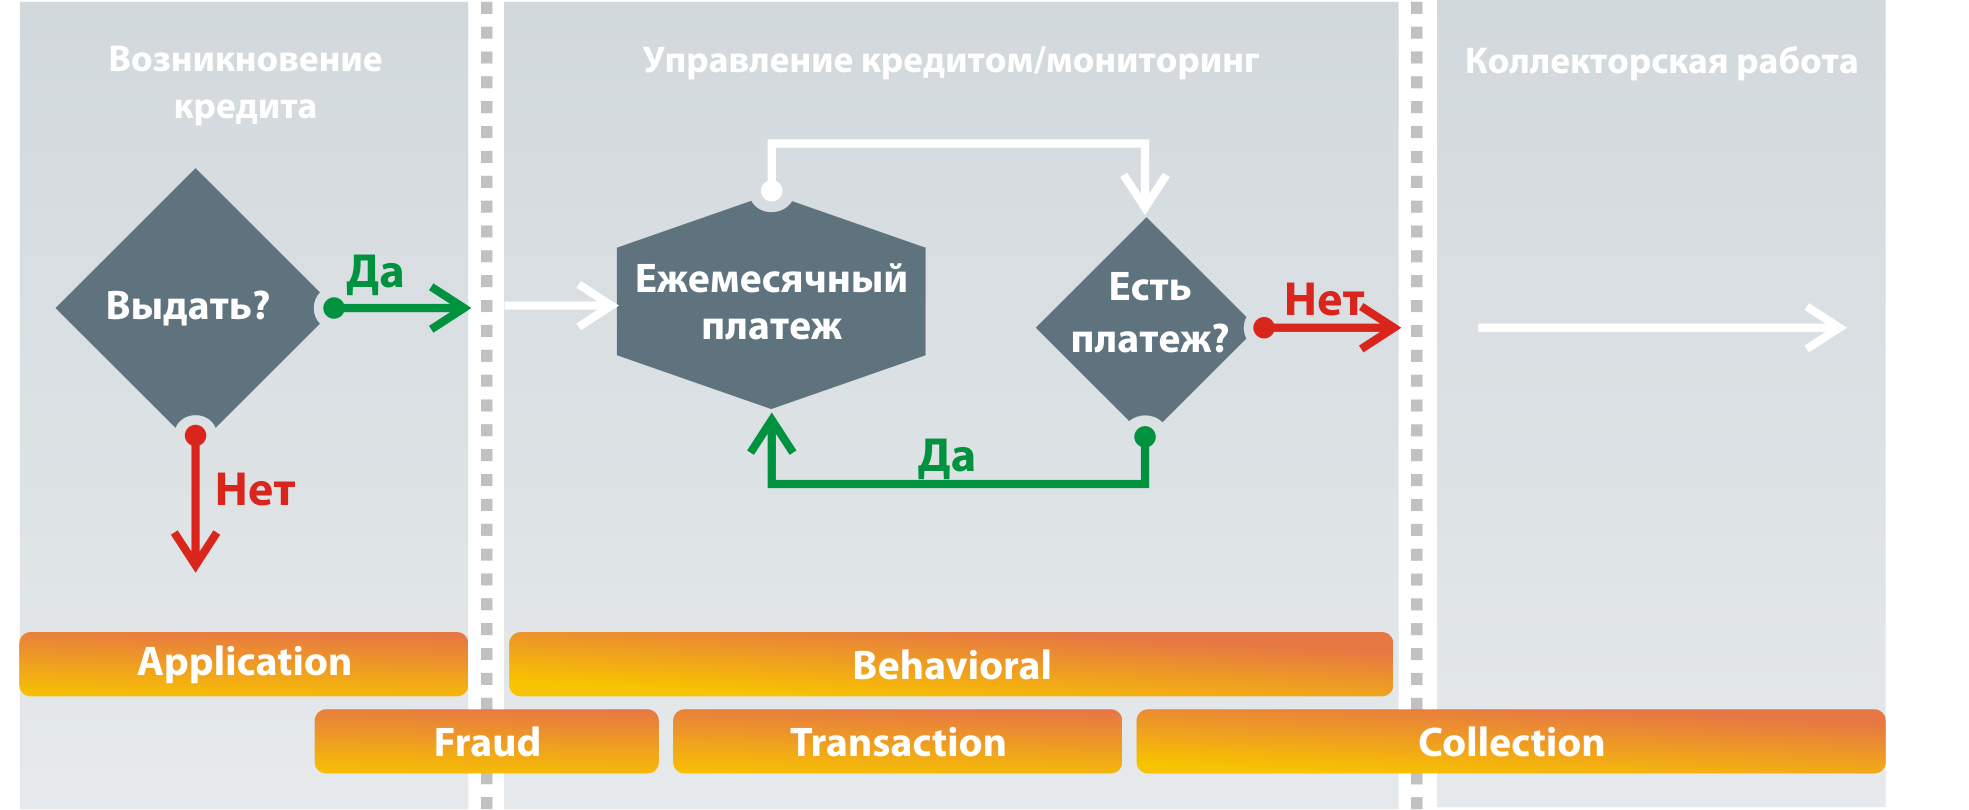 Возникновение
кредита
Управление кредитом/мониторинг
Коллекторская работа
Выдать?
Да
Нет
Ежемесячный
платеж
Есть
платеж?
Нет
Да
Application
Behavioral
Fraud
Transaction
Collection